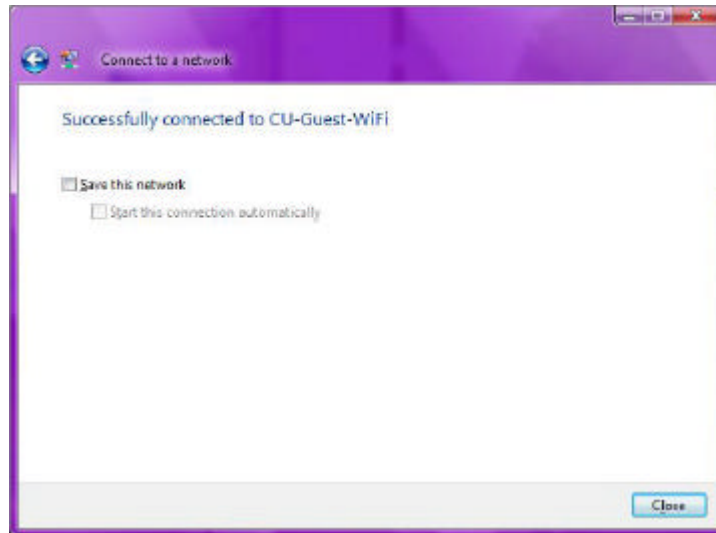 Connect to a network
Successfully connected to CU-Guest-WiFi
Save this network
Start this connection automatically
Close